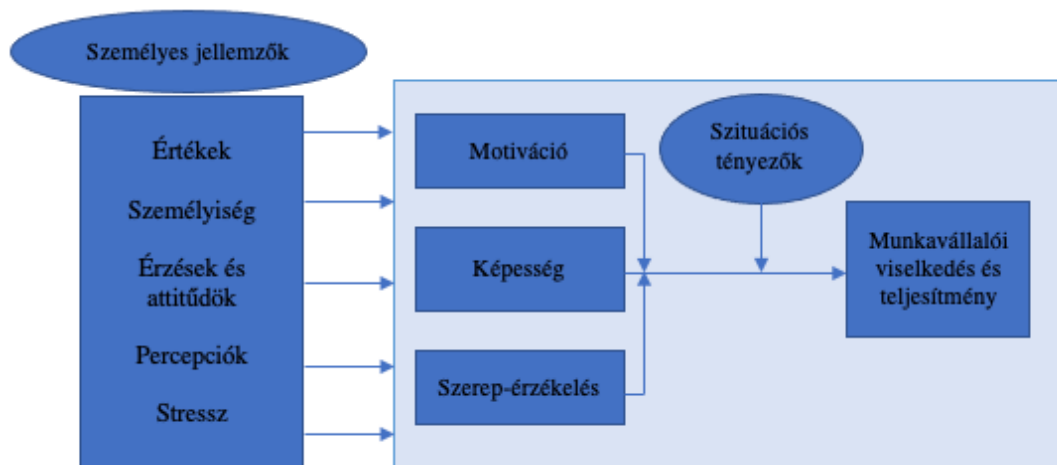 Személyes jellemzők
Értékek
Személyiség
Érzések és
attitűdök
Percepciók
Stressz
Motiváció
Képesség
Szerep-érzékelés
Szituációs
tényezők
Munkavállalói
viselkedés és
teljesítmény